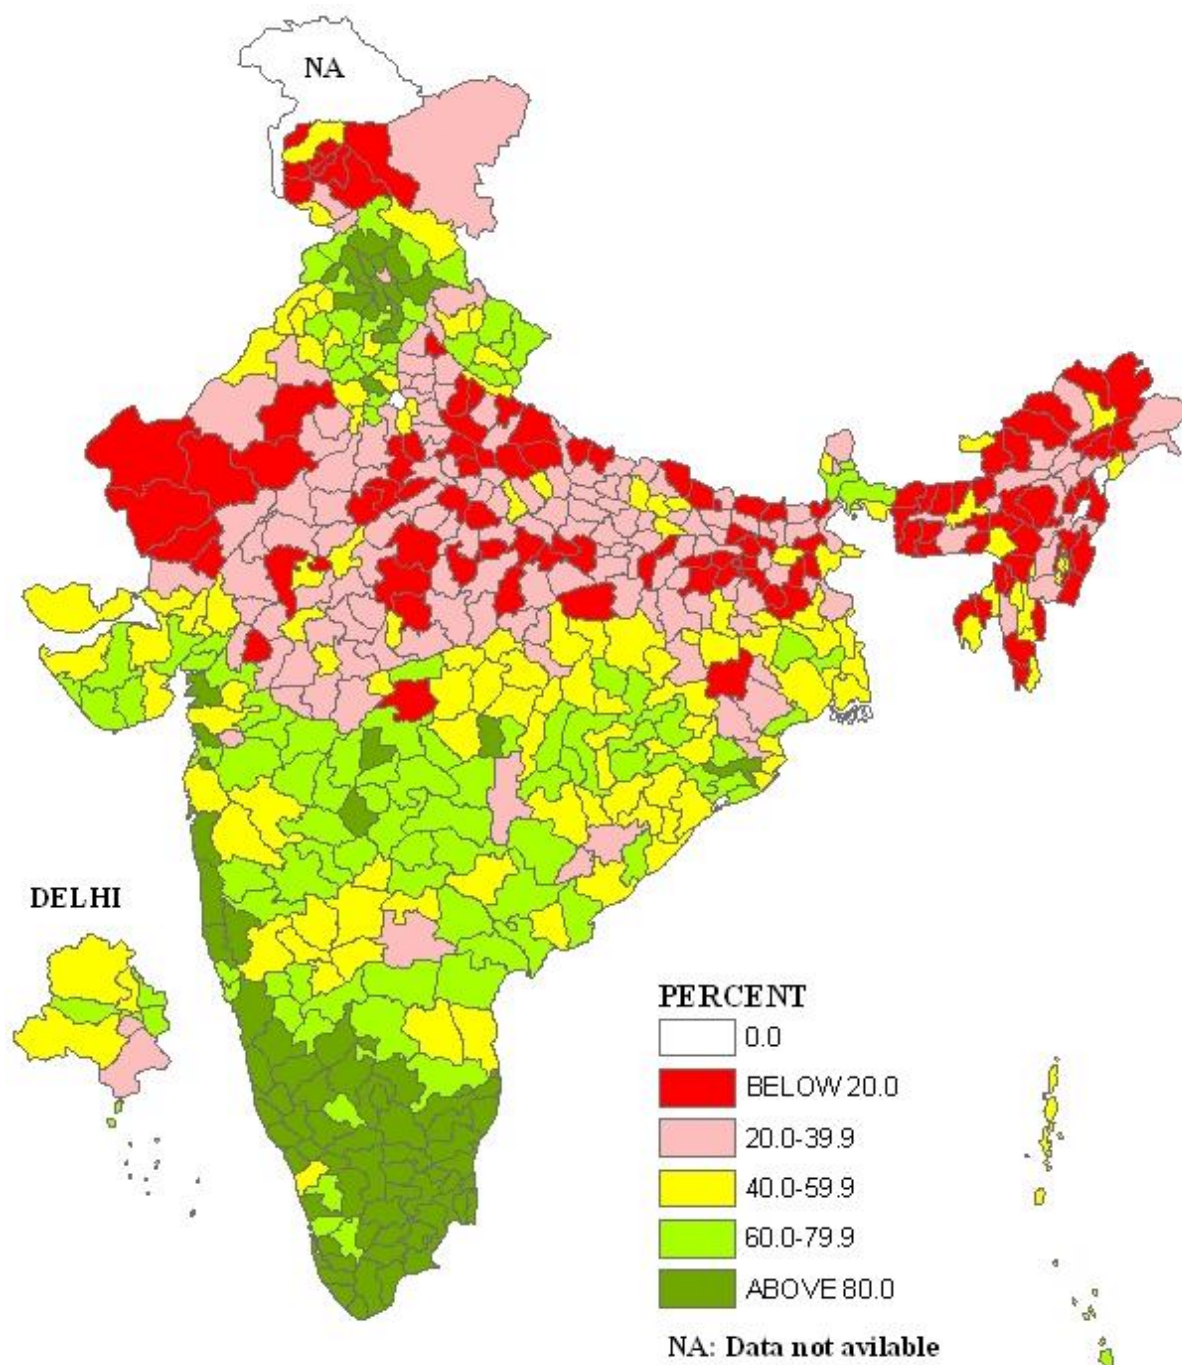 NA
DELHI
PERCENT
0.0
BELOW 20.0
20.0-39.9
40.0-59.9
60.0-79.9
ABOVE 80.0
NA: Data not avilable